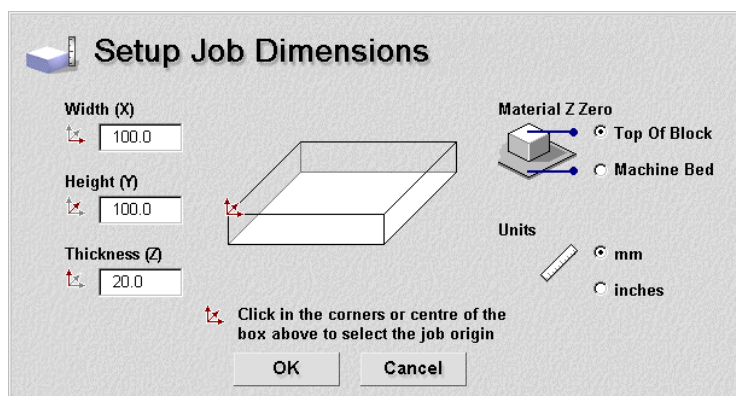 Setup Job Dimensions
Width (X)
100.0
Height (Y)
100.0
Thickness (Z)
20.0
Material Z Zero
Top Of Block
Machine Bed
Units
mm
inches
Click in the corners or centre of the
box above to select the job origin
OK
Cancel